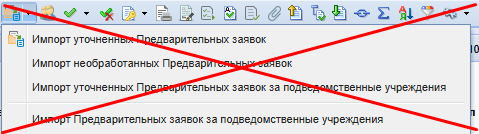 Импорт уточненных Предварительных заявок
Импорт необработанных Предварительных заявок
Импорт уточненных Предварительных заявок за подведомственные учреждения
Импорт Предварительных заявок за подведомственные учреждения